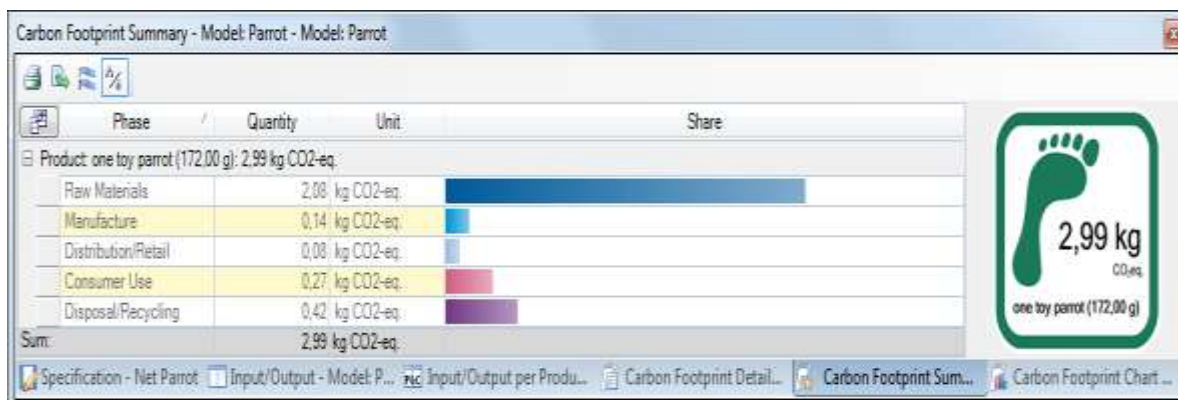 Carbon Footprint Summary - Model: Parrot - Model: Parrot
Phase Quantity Unit Share
Product: one toy parrot (172,00 g): 2,99 kg CO2-eq.
Raw Materials 2,08 kg CO2-eq.
Manufacture 0,14 kg CO2-eq.
Distribution/Retail 0,08 kg CO2-eq.
Consumer Use 0,27 kg CO2-eq.
Disposal/Recycling 0,42 kg CO2-eq.
Sum: 2,99 kg CO2-eq.
2,99 kg
CO₂eq.
one toy parrot (172,00 g)
Specification - Net Parrot Input/Output - Model: P... Input/Output per Produ... Carbon Footprint Detail... Carbon Footprint Sum... Carbon Footprint Chart ...